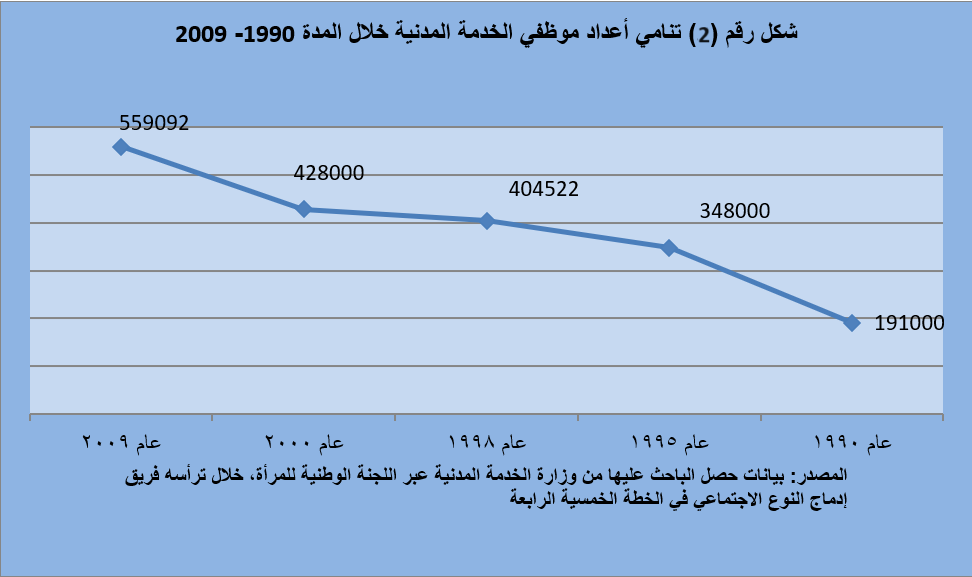 شكل رقم (2) تنامي أعداد موظفي الخدمة المدنية خلال المدة 1990- 2009
559092
428000
404522
348000
191000
عام ١٩٩٠
عام ١٩٩٥
عام ١٩٩٨
عام ٢٠٠٠
عام ٢٠٠٩
المصدر: بيانات حصل الباحث عليها من وزارة الخدمة المدنية عبر اللجنة الوطنية للمرأة، خلال ترأسه فريق
إدماج النوع الاجتماعي في الخطة الخمسية الرابعة